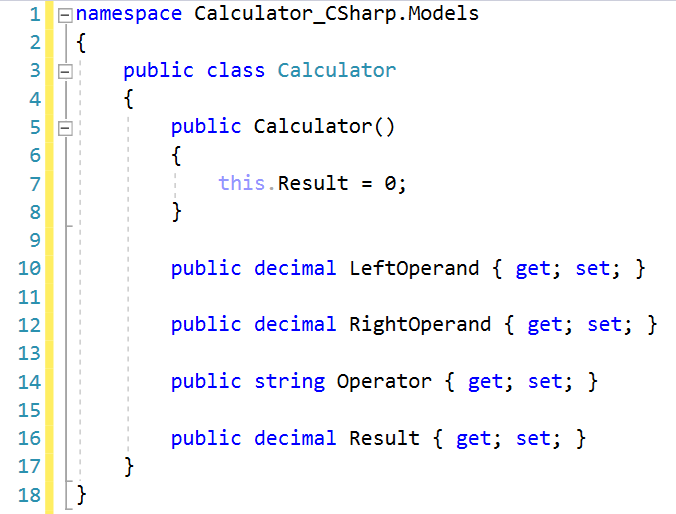 1 namespace Calculator_CSharp.Models
2 {
3     public class Calculator
4     {
5         public Calculator()
6         {
7             this.Result = 0;
8         }
9
10         public decimal LeftOperand { get; set; }
11
12         public decimal RightOperand { get; set; }
13
14         public string Operator { get; set; }
15
16         public decimal Result { get; set; }
17     }
18 }